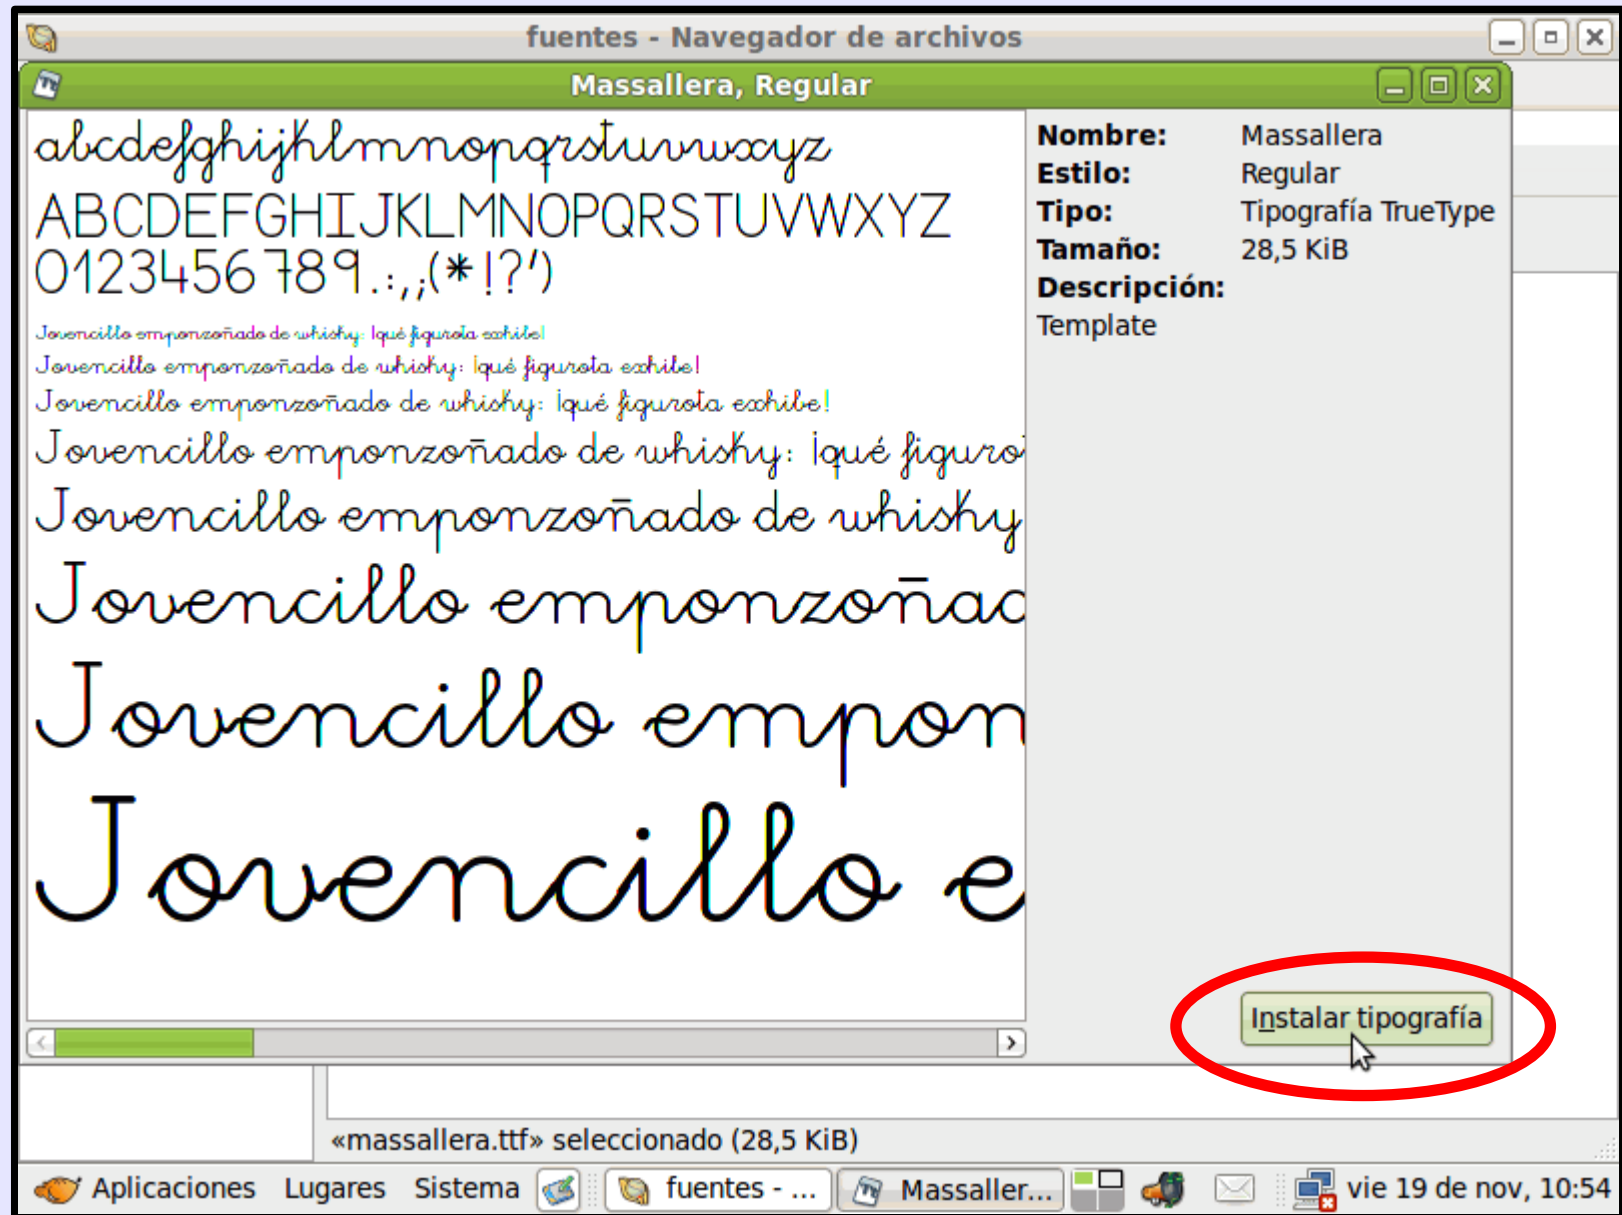 fuentes - Navegador de archivos
Massallera, Regular
abcdefghijklmnopqrstuvwxyz
ABCDEFGHIJKLMNOPQRSTUVWXYZ
0123456789.:,;(*!?')
Jovencillo emponzoñado de whisky: ¡qué figurota exhibe!
Jovencillo emponzoñado de whisky: ¡qué figurota exhibe!
Jovencillo emponzoñado de whisky: ¡qué figurota exhibe!
Jovencillo emponzoñado de whisky: ¡qué figurot
Jovencillo emponzoñado de whisky
Jovencillo emponzoñad
Jovencillo empon
Jovencillo e
Nombre: Massallera
Estilo: Regular
Tipo: Tipografía TrueType
Tamaño: 28,5 KiB
Descripción:
Template
Instalar tipografía
«massallera.ttf» seleccionado (28,5 KiB)
Aplicaciones Lugares Sistema fuentes - ... Massaller... vie 19 de nov, 10:54